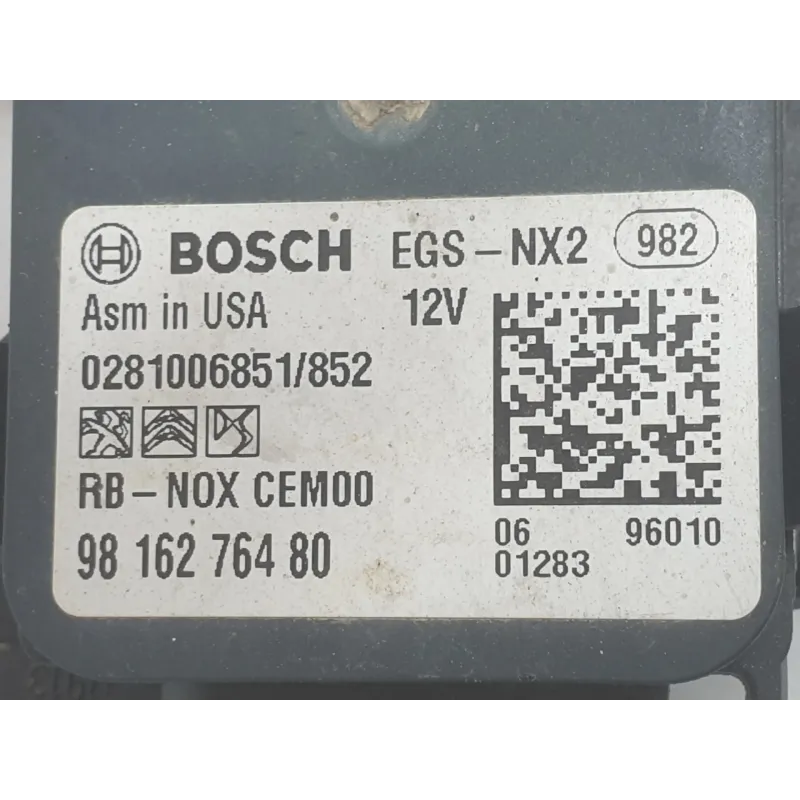 BOSCH EGS-NX2 982
Asm in USA 12V
0281006851/852
RB-NOX CEM00
98 162 764 80
06 96010
01283